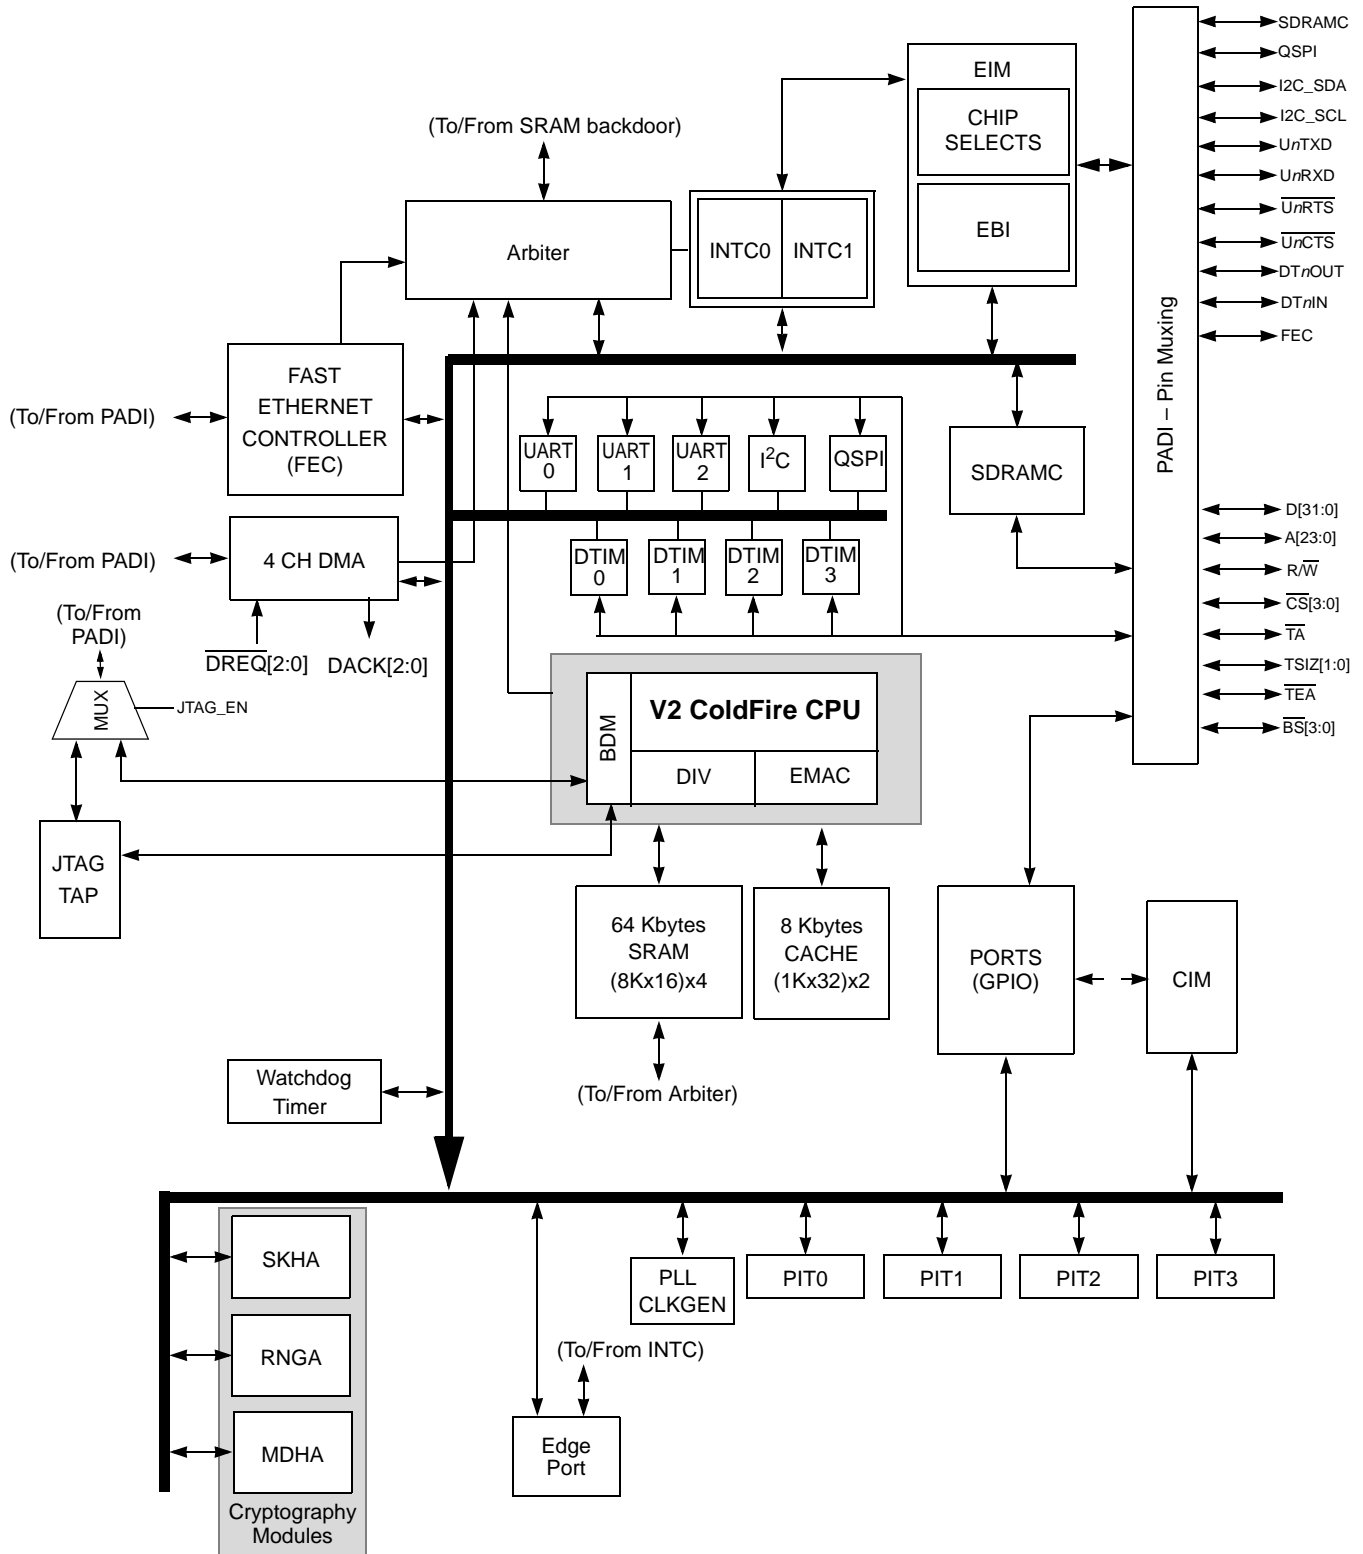 SDRAMC
QSPI
I2C_SDA
I2C_SCL
UnTXD
UnRXD
UnRTS
UnCTS
DTnOUT
DTnIN
FEC
PADI – Pin Muxing
D[31:0]
A[23:0]
R/W
CS[3:0]
TA
TSIZ[1:0]
TEA
BS[3:0]
EIM
CHIP
SELECTS
EBI
(To/From SRAM backdoor)
Arbiter
INTC0
INTC1
FAST
ETHERNET
CONTROLLER
(FEC)
(To/From PADI)
UART
0
UART
1
UART
2
I²C
QSPI
SDRAMC
DTIM
0
DTIM
1
DTIM
2
DTIM
3
(To/From PADI)
4 CH DMA
(To/From
PADI)
DREQ[2:0]
DACK[2:0]
MUX
JTAG_EN
BDM
V2 ColdFire CPU
DIV
EMAC
JTAG
TAP
64 Kbytes
SRAM
(8Kx16)x4
8 Kbytes
CACHE
(1Kx32)x2
PORTS
(GPIO)
CIM
(To/From Arbiter)
Watchdog
Timer
SKHA
RNGA
MDHA
Cryptography
Modules
PLL
CLKGEN
PIT0
PIT1
PIT2
PIT3
(To/From INTC)
Edge
Port